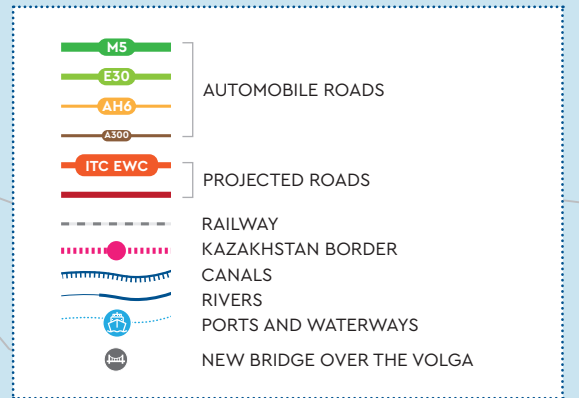 M5
E30
AH6
A300
AUTOMOBILE ROADS
ITC EWC
PROJECTED ROADS
RAILWAY
KAZAKHSTAN BORDER
CANALS
RIVERS
PORTS AND WATERWAYS
NEW BRIDGE OVER THE VOLGA